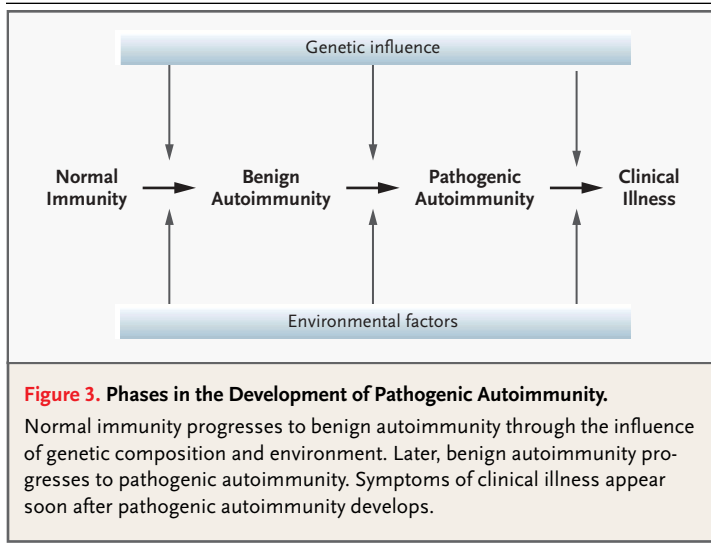 Genetic influence
Normal Immunity
Benign Autoimmunity
Pathogenic Autoimmunity
Clinical Illness
Environmental factors
Figure 3. Phases in the Development of Pathogenic Autoimmunity.
Normal immunity progresses to benign autoimmunity through the influence
of genetic composition and environment. Later, benign autoimmunity pro-
gresses to pathogenic autoimmunity. Symptoms of clinical illness appear
soon after pathogenic autoimmunity develops.